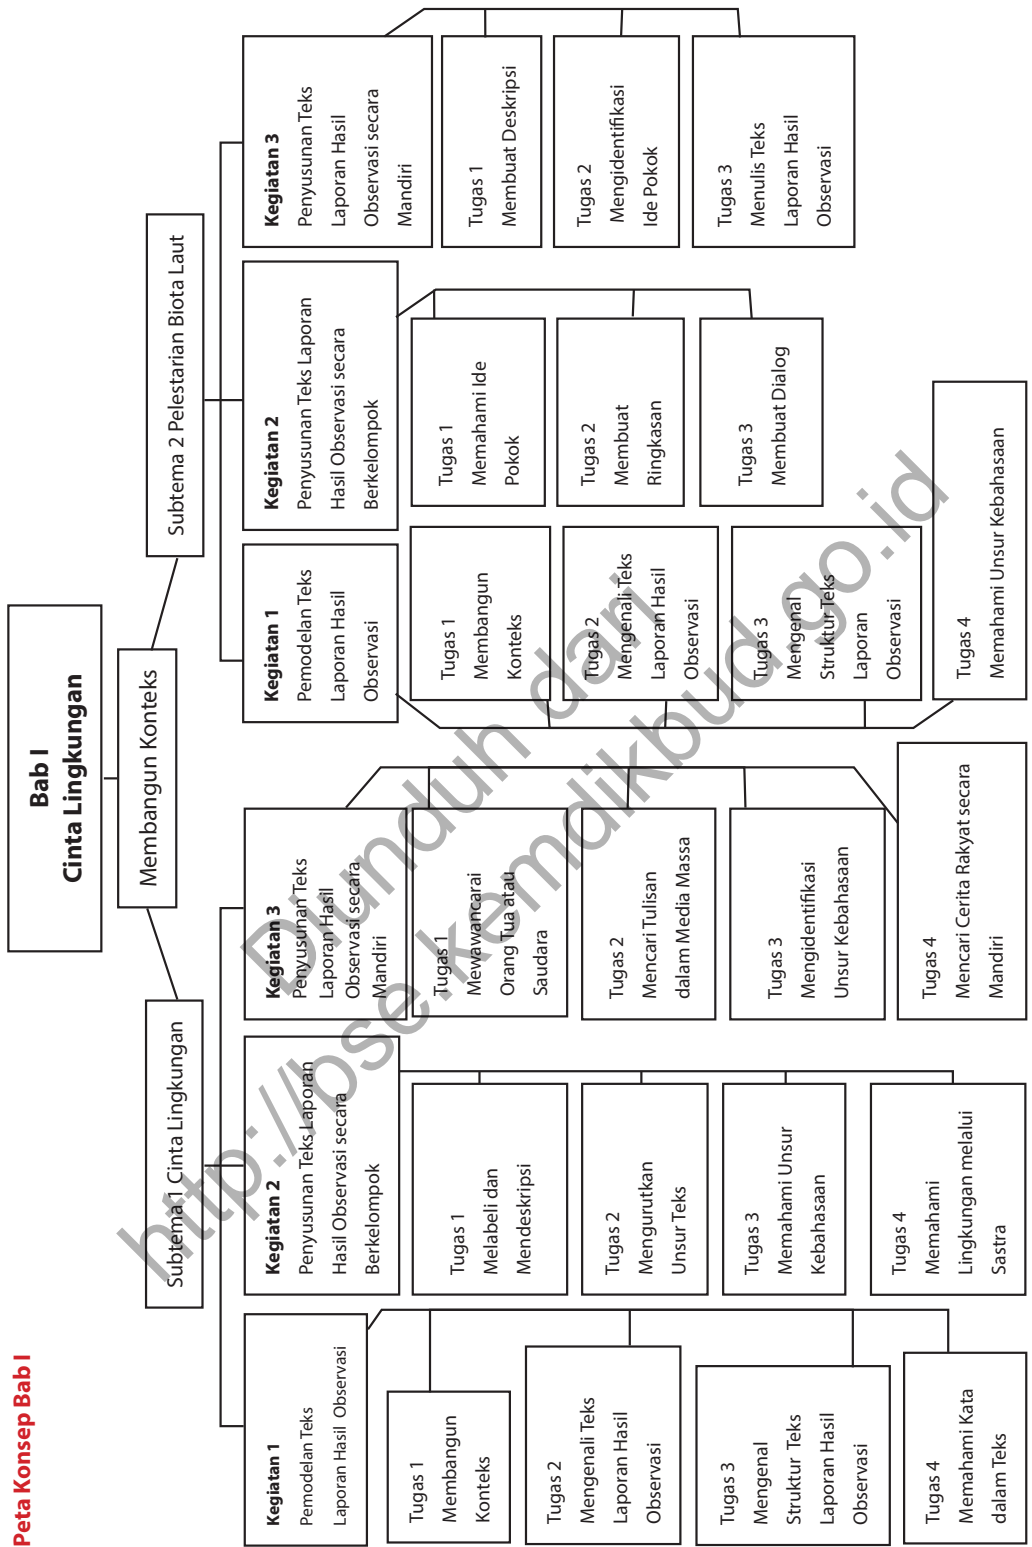 Peta Konsep Bab I
Bab I
Cinta Lingkungan
Membangun Konteks
Subtema 1 Cinta Lingkungan
Kegiatan 1
Pemodelan Teks
Laporan Hasil Observasi
Tugas 1
Membangun
Konteks
Tugas 2
Mengenali Teks
Laporan Hasil
Observasi
Tugas 3
Mengenal
Struktur Teks
Laporan Hasil
Observasi
Tugas 4
Memahami Kata
dalam Teks
Kegiatan 2
Penyusunan Teks Laporan
Hasil Observasi secara
Berkelompok
Tugas 1
Melabeli dan
Mendeskripsi
Tugas 2
Mengurutkan
Unsur Teks
Tugas 3
Memahami Unsur
Kebahasaan
Tugas 4
Memahami
Lingkungan melalui
Sastra
Kegiatan 3
Penyusunan Teks
Laporan Hasil
Observasi secara
Mandiri
Tugas 1
Mewawancarai
Orang Tua atau
Saudara
Tugas 2
Mencari Tulisan
dalam Media Massa
Tugas 3
Mengidentifikasi
Unsur Kebahasaan
Tugas 4
Mencari Cerita Rakyat secara
Mandiri
Subtema 2 Pelestarian Biota Laut
Kegiatan 1
Pemodelan Teks
Laporan Hasil
Observasi
Tugas 1
Membangun
Konteks
Tugas 2
Mengenali Teks
Laporan Hasil
Observasi
Tugas 3
Mengenal
Struktur Teks
Laporan
Observasi
Tugas 4
Memahami Unsur Kebahasaan
Kegiatan 2
Penyusunan Teks Laporan
Hasil Observasi secara
Berkelompok
Tugas 1
Memahami Ide
Pokok
Tugas 2
Membuat
Ringkasan
Tugas 3
Membuat Dialog
Kegiatan 3
Penyusunan Teks
Laporan Hasil
Observasi secara
Mandiri
Tugas 1
Membuat Deskripsi
Tugas 2
Mengidentifikasi
Ide Pokok
Tugas 3
Menulis Teks
Laporan Hasil
Observasi
Diunduh dari
http://bse.kemdikbud.go.id